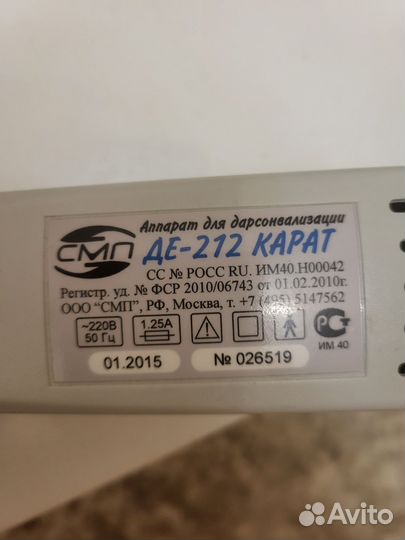 Аппарат для дарсонвализации
СМП ДЕ-212 КАРАТ
СС № РОСС RU. ИМ40.Н00042
Регистр. уд. № ФСР 2010/06743 от 01.02.2010г.
ООО "СМП", РФ, Москва, т. +7 (495) 5147562
~220В 1.25А
50 Гц
ИМ 40
01.2015 № 026519
Avito